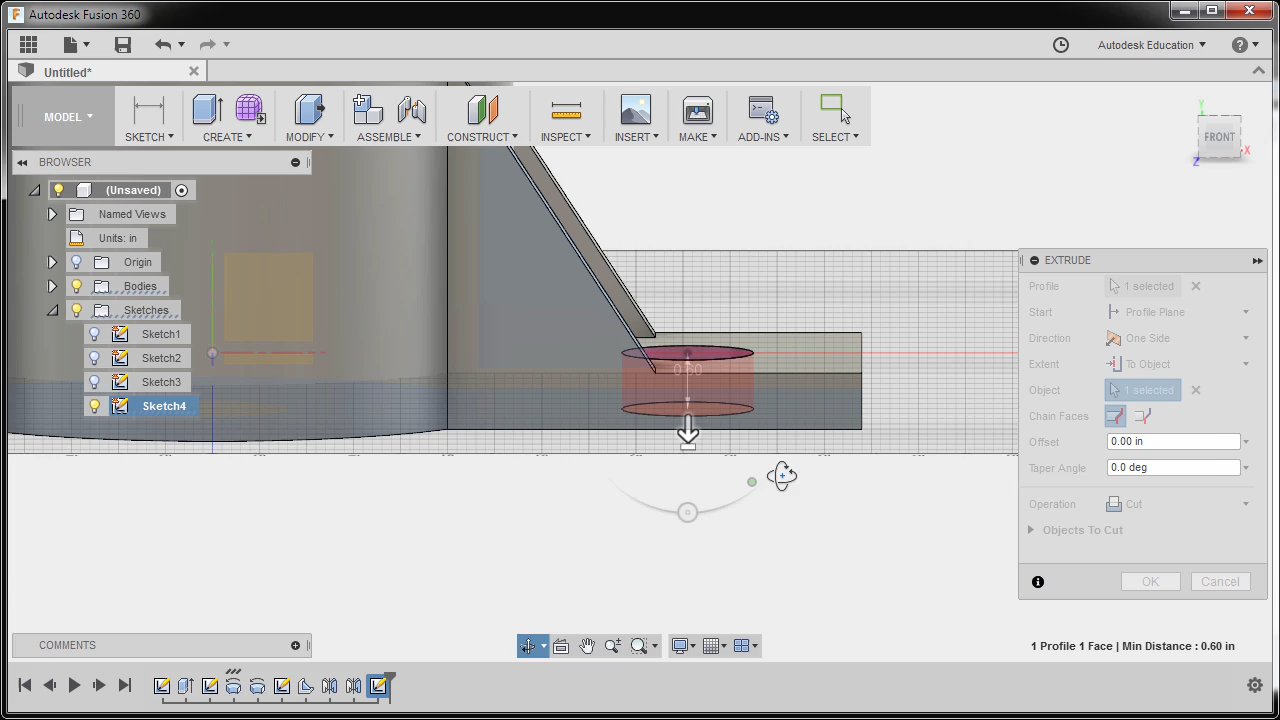 Autodesk Fusion 360
Autodesk Education
Untitled*
MODEL
SKETCH
CREATE
MODIFY
ASSEMBLE
CONSTRUCT
INSPECT
INSERT
MAKE
ADD-INS
SELECT
Y
FRONT
X
Z
BROWSER
(Unsaved)
Named Views
Units: in
Origin
Bodies
Sketches
Sketch1
Sketch2
Sketch3
Sketch4
0.60
EXTRUDE
Profile 1 selected
Start Profile Plane
Direction One Side
Extent To Object
Object 1 selected
Chain Faces
Offset 0.00 in
Taper Angle 0.0 deg
Operation Cut
Objects To Cut
OK Cancel
COMMENTS
1 Profile 1 Face | Min Distance : 0.60 in